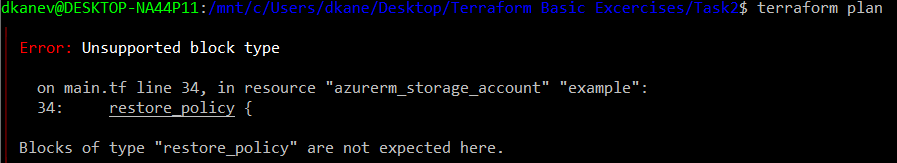 dkanev@DESKTOP-NA44P11:/mnt/c/Users/dkane/Desktop/Terraform Basic Excercises/Task2$ terraform plan
Error: Unsupported block type
on main.tf line 34, in resource "azurerm_storage_account" "example":
34:     restore_policy {
Blocks of type "restore_policy" are not expected here.